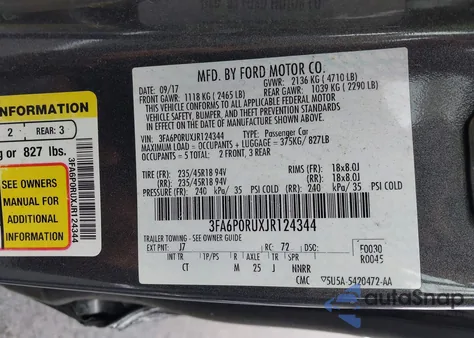 MFD. BY FORD MOTOR CO.
09/17 GVWR: 2136 KG (4710 LB)
FRONT GAWR: 1118 KG (2465 LB) REAR GAWR: 1039 KG (2290 LB)
THIS VEHICLE CONFORMS TO ALL APPLICABLE FEDERAL MOTOR
VEHICLE SAFETY, BUMPER, AND THEFT PREVENTION STANDARDS
IN EFFECT ON THE DATE OF MANUFACTURE SHOWN ABOVE.
VIN: 3FA6P0RUXJR124344 TYPE: Passenger Car
MAXIMUM LOAD = OCCUPANTS + LUGGAGE = 375KG / 827LB
OCCUPANTS = 5 TOTAL: 2 FRONT, 3 REAR
TIRE (FR): 235/45R18 94V RIMS (FR): 18x8.0J
(RR): 235/45R18 94V (RR): 18x8.0J
PRESSURE (FR) 240 kPa/ 35 PSI COLD (RR): 240 kPa/ 35 PSI COLD
3FA6P0RUXJR124344
TRAILER TOWING - SEE OWNER GUIDE
EXT PNT: J7 RC: 72 DSO: F0030
R0045
INT TR TP/PS R AXLE TR SPR
CT M 25 J NNRR
CMC 5U5A-5420472-AA
INFORMATION
2 REAR: 3
g or 827 lbs.
SEE OWNERS
MANUAL FOR
ADDITIONAL
INFORMATION
3FA6P0RUXJR124344
autoSnap